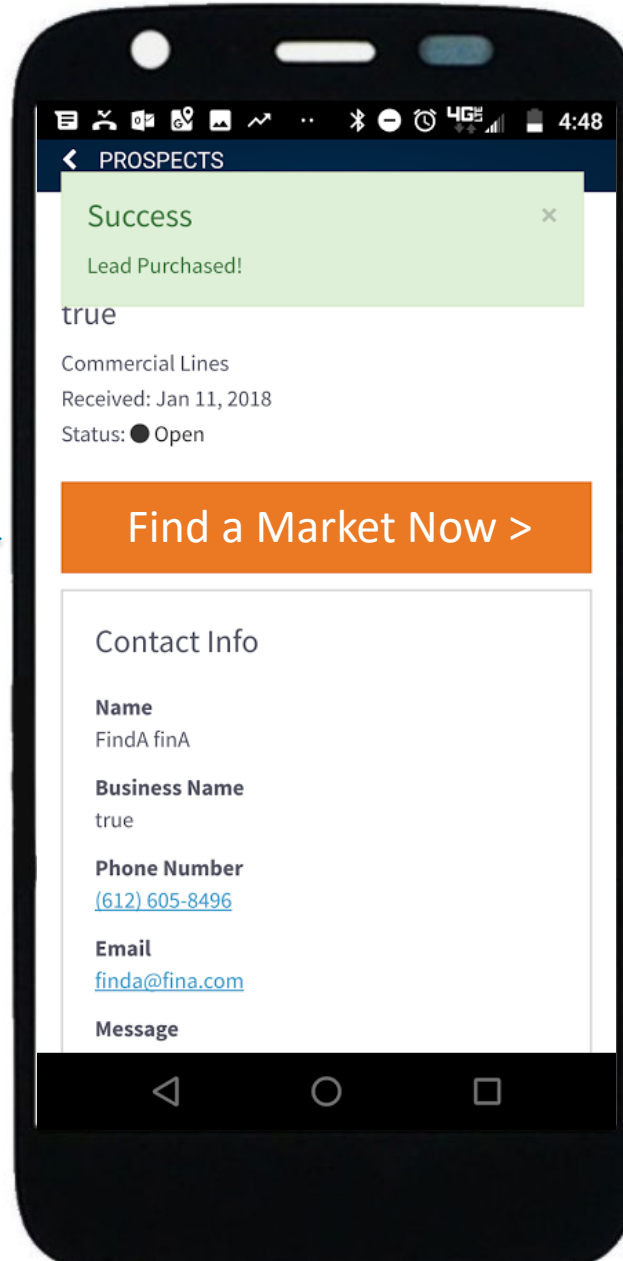 4G 4:48
PROSPECTS
Success ×
Lead Purchased!
true
Commercial Lines
Received: Jan 11, 2018
Status: Open
Find a Market Now >
Contact Info
Name
FindA finA
Business Name
true
Phone Number
(612) 605-8496
Email
finda@fina.com
Message